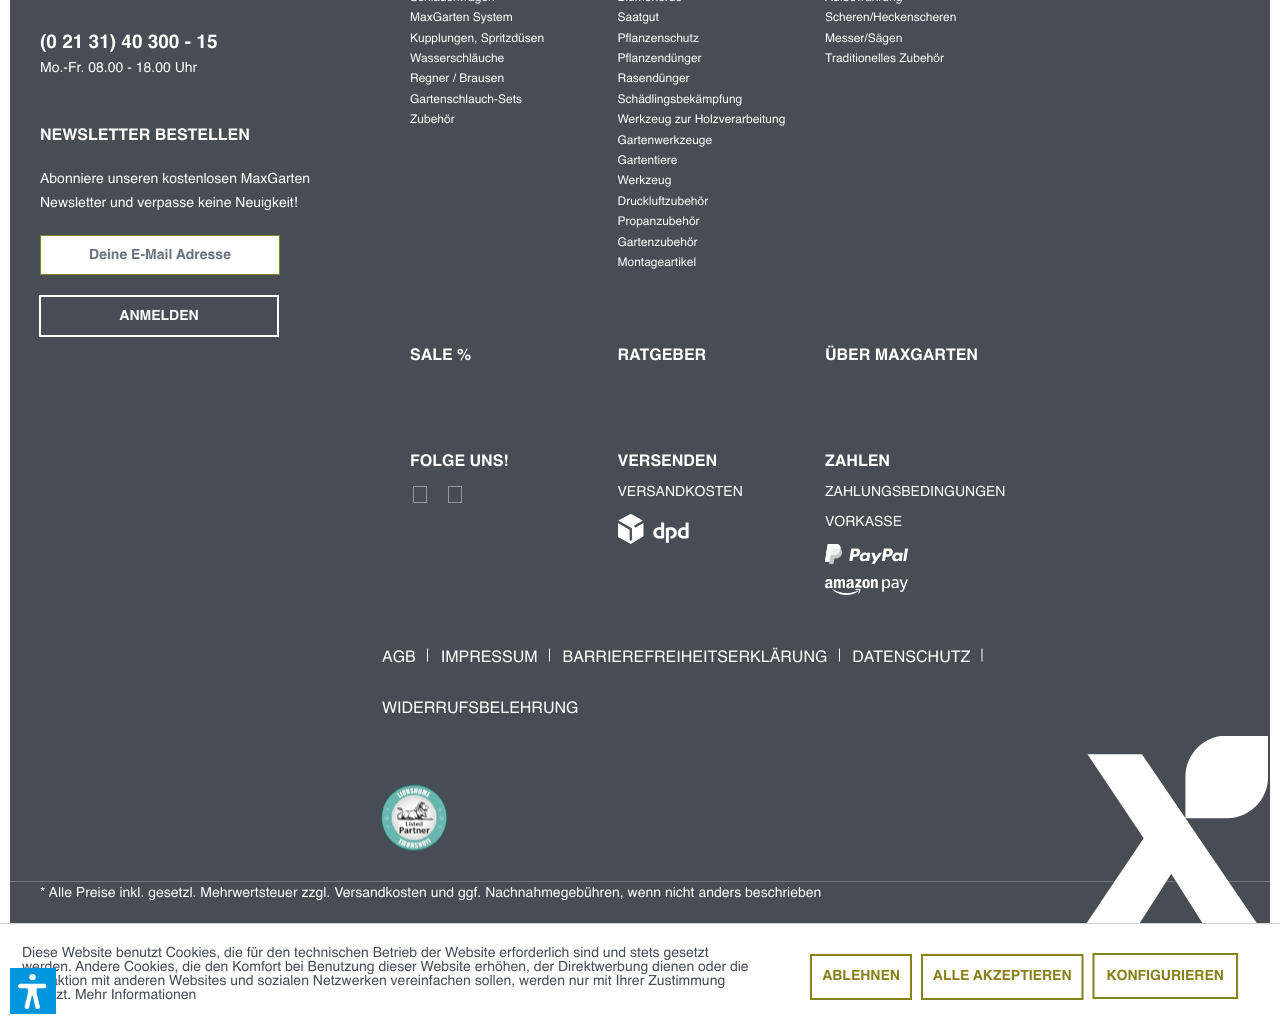 (0 21 31) 40 300 - 15
Mo.-Fr. 08.00 - 18.00 Uhr
NEWSLETTER BESTELLEN
Abonniere unseren kostenlosen MaxGarten
Newsletter und verpasse keine Neuigkeit!
Deine E-Mail Adresse
ANMELDEN
MaxGarten System
Kupplungen, Spritzdüsen
Wasserschläuche
Regner / Brausen
Gartenschlauch-Sets
Zubehör
Saatgut
Pflanzenschutz
Pflanzendünger
Rasendünger
Schädlingsbekämpfung
Werkzeug zur Holzverarbeitung
Gartenwerkzeuge
Gartentiere
Werkzeug
Druckluftzubehör
Propanzubehör
Gartenzubehör
Montageartikel
Scheren/Heckenscheren
Messer/Sägen
Traditionelles Zubehör
SALE %
RATGEBER
ÜBER MAXGARTEN
FOLGE UNS!
VERSENDEN
VERSANDKOSTEN
dpd
ZAHLEN
ZAHLUNGSBEDINGUNGEN
VORKASSE
PayPal
amazon pay
AGB
IMPRESSUM
BARRIEREFREIHEITSERKLÄRUNG
DATENSCHUTZ
WIDERRUFSBELEHRUNG
LIONSHOME
Listed
Partner
LIONSHOME
* Alle Preise inkl. gesetzl. Mehrwertsteuer zzgl. Versandkosten und ggf. Nachnahmegebühren, wenn nicht anders beschrieben
Diese Website benutzt Cookies, die für den technischen Betrieb der Website erforderlich sind und stets gesetzt
werden. Andere Cookies, die den Komfort bei Benutzung dieser Website erhöhen, der Direktwerbung dienen oder die
aktion mit anderen Websites und sozialen Netzwerken vereinfachen sollen, werden nur mit Ihrer Zustimmung
zt. Mehr Informationen
ABLEHNEN
ALLE AKZEPTIEREN
KONFIGURIEREN